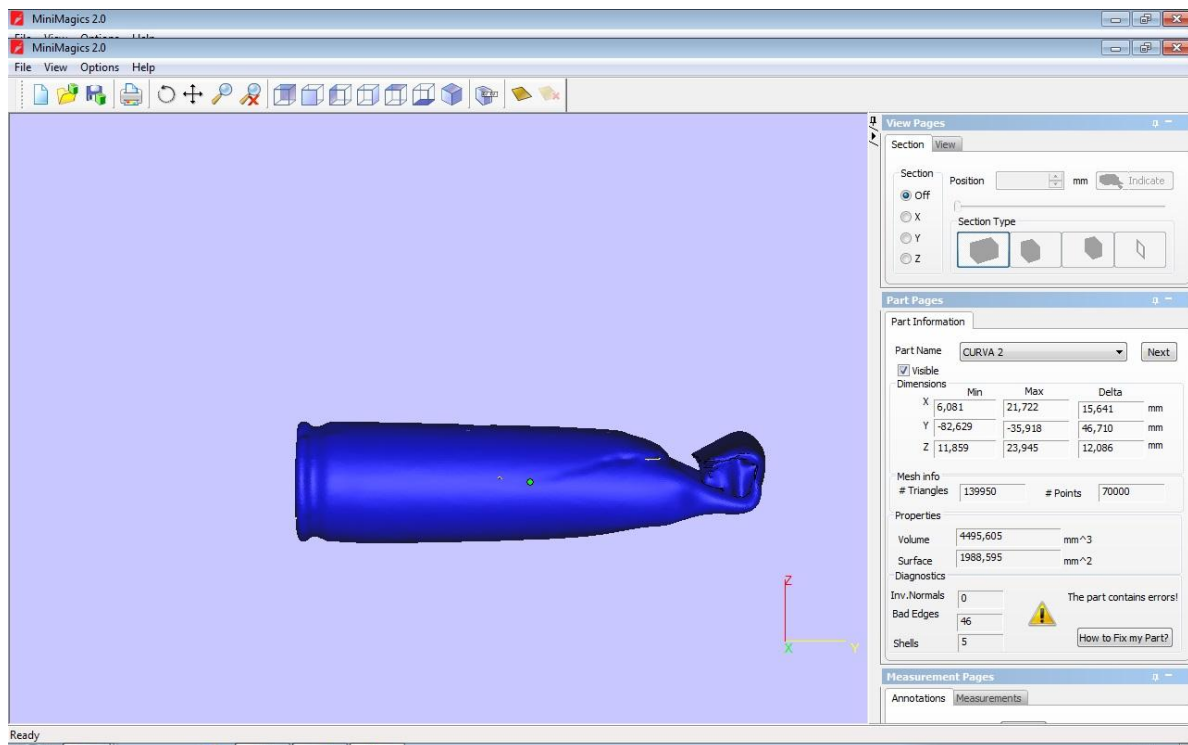 MiniMagics 2.0
File View Options Help
MiniMagics 2.0
File View Options Help
View Pages
Section View
Section
Position mm Indicate
Off
X
Section Type
Y
Z
Part Pages
Part Information
Part Name CURVA 2 Next
Visible
Dimensions
Min Max Delta
X 6,081 21,722 15,641 mm
Y -82,629 -35,918 46,710 mm
Z 11,859 23,945 12,086 mm
Mesh info
# Triangles 139950 # Points 70000
Properties
Volume 4495,605 mm^3
Surface 1988,595 mm^2
Diagnostics
Inv.Normals 0 The part contains errors!
Bad Edges 46
Shells 5 How to Fix my Part?
Measurement Pages
Annotations Measurements
Z
X Y
Ready